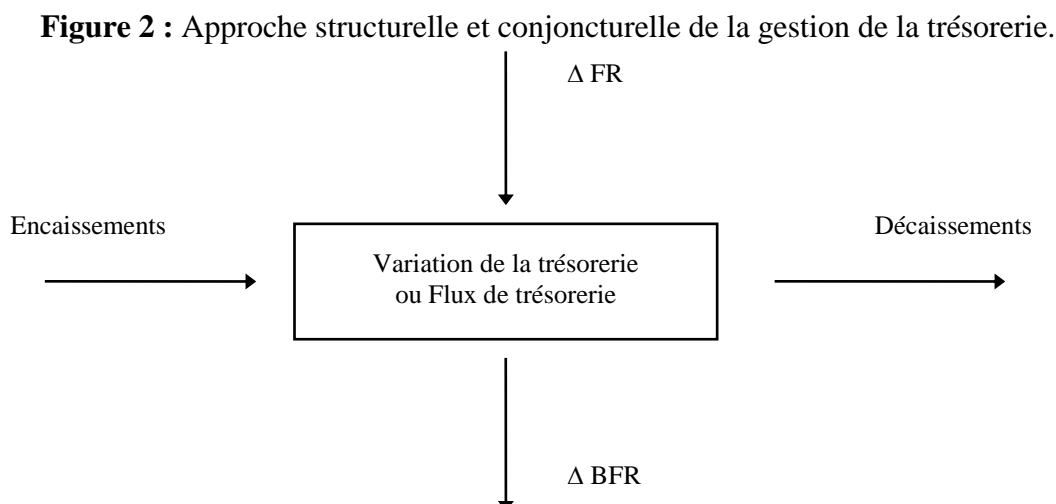 Figure 2 : Approche structurelle et conjoncturelle de la gestion de la trésorerie.
Δ FR
Encaissements
Décaissements
Variation de la trésorerie
ou Flux de trésorerie
Δ BFR